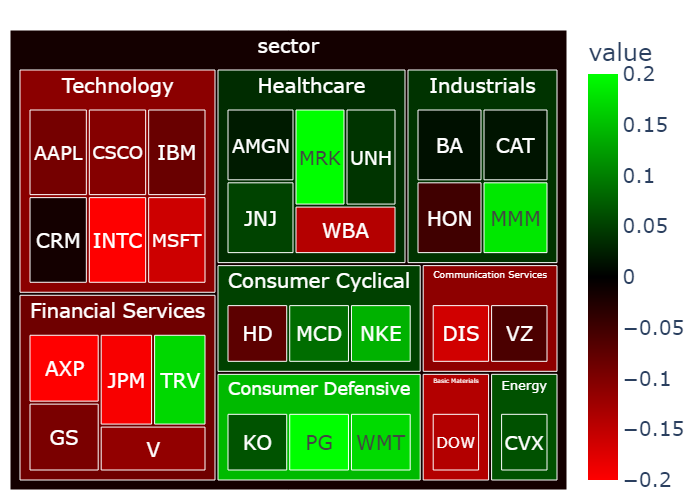 sector
Technology
AAPL
CSCO
IBM
CRM
INTC
MSFT
Financial Services
AXP
JPM
TRV
GS
V
Healthcare
AMGN
MRK
UNH
JNJ
WBA
Industrials
BA
CAT
HON
MMM
Consumer Cyclical
HD
MCD
NKE
Communication Services
DIS
VZ
Consumer Defensive
KO
PG
WMT
Basic Materials
DOW
Energy
CVX
value
0.2
0.15
0.1
0.05
0
−0.05
−0.1
−0.15
−0.2